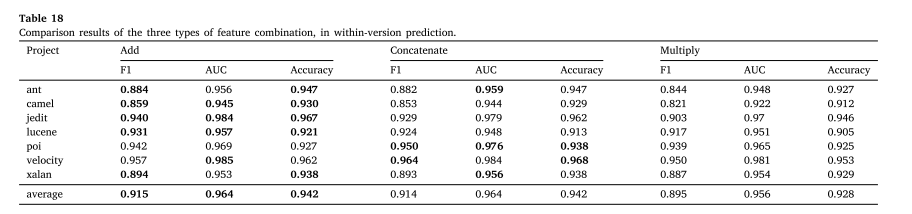 Table 18
Comparison results of the three types of feature combination, in within-version prediction.
Project Add Concatenate Multiply
F1 AUC Accuracy F1 AUC Accuracy F1 AUC Accuracy
ant 0.884 0.956 0.947 0.882 0.959 0.947 0.844 0.948 0.927
camel 0.859 0.945 0.930 0.853 0.944 0.929 0.821 0.922 0.912
jedit 0.940 0.984 0.967 0.929 0.979 0.962 0.903 0.97 0.946
lucene 0.931 0.957 0.921 0.924 0.948 0.913 0.917 0.951 0.905
poi 0.942 0.969 0.927 0.950 0.976 0.938 0.939 0.965 0.925
velocity 0.957 0.985 0.962 0.964 0.984 0.968 0.950 0.981 0.953
xalan 0.894 0.953 0.938 0.893 0.956 0.938 0.887 0.954 0.929
average 0.915 0.964 0.942 0.914 0.964 0.942 0.895 0.956 0.928